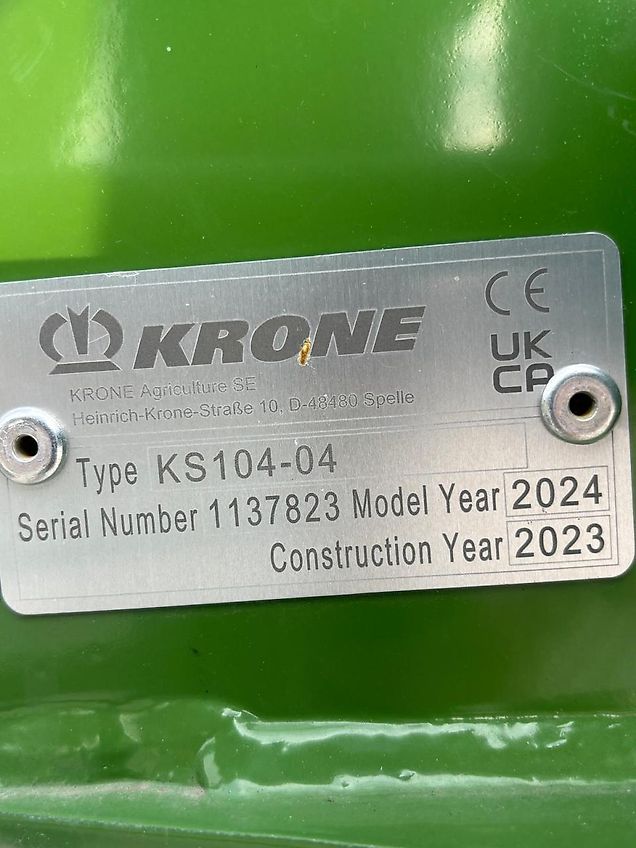 KRONE
CE
KRONE Agriculture SE
UK
CA
Heinrich-Krone-Straße 10, D-48480 Spelle
Type KS104-04
Serial Number 1137823 Model Year 2024
Construction Year 2023